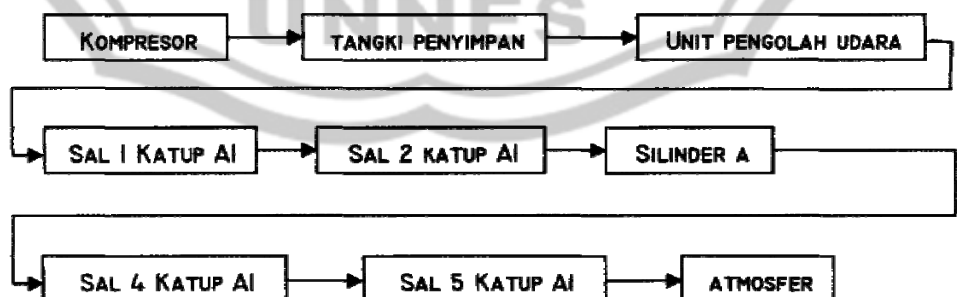 UNNES
KOMPRESOR TANGKI PENYIMPAN UNIT PENGOLAH UDARA
SAL 1 KATUP A1 SAL 2 KATUP A1 SILINDER A
SAL 4 KATUP A1 SAL 5 KATUP A1 ATMOSFER